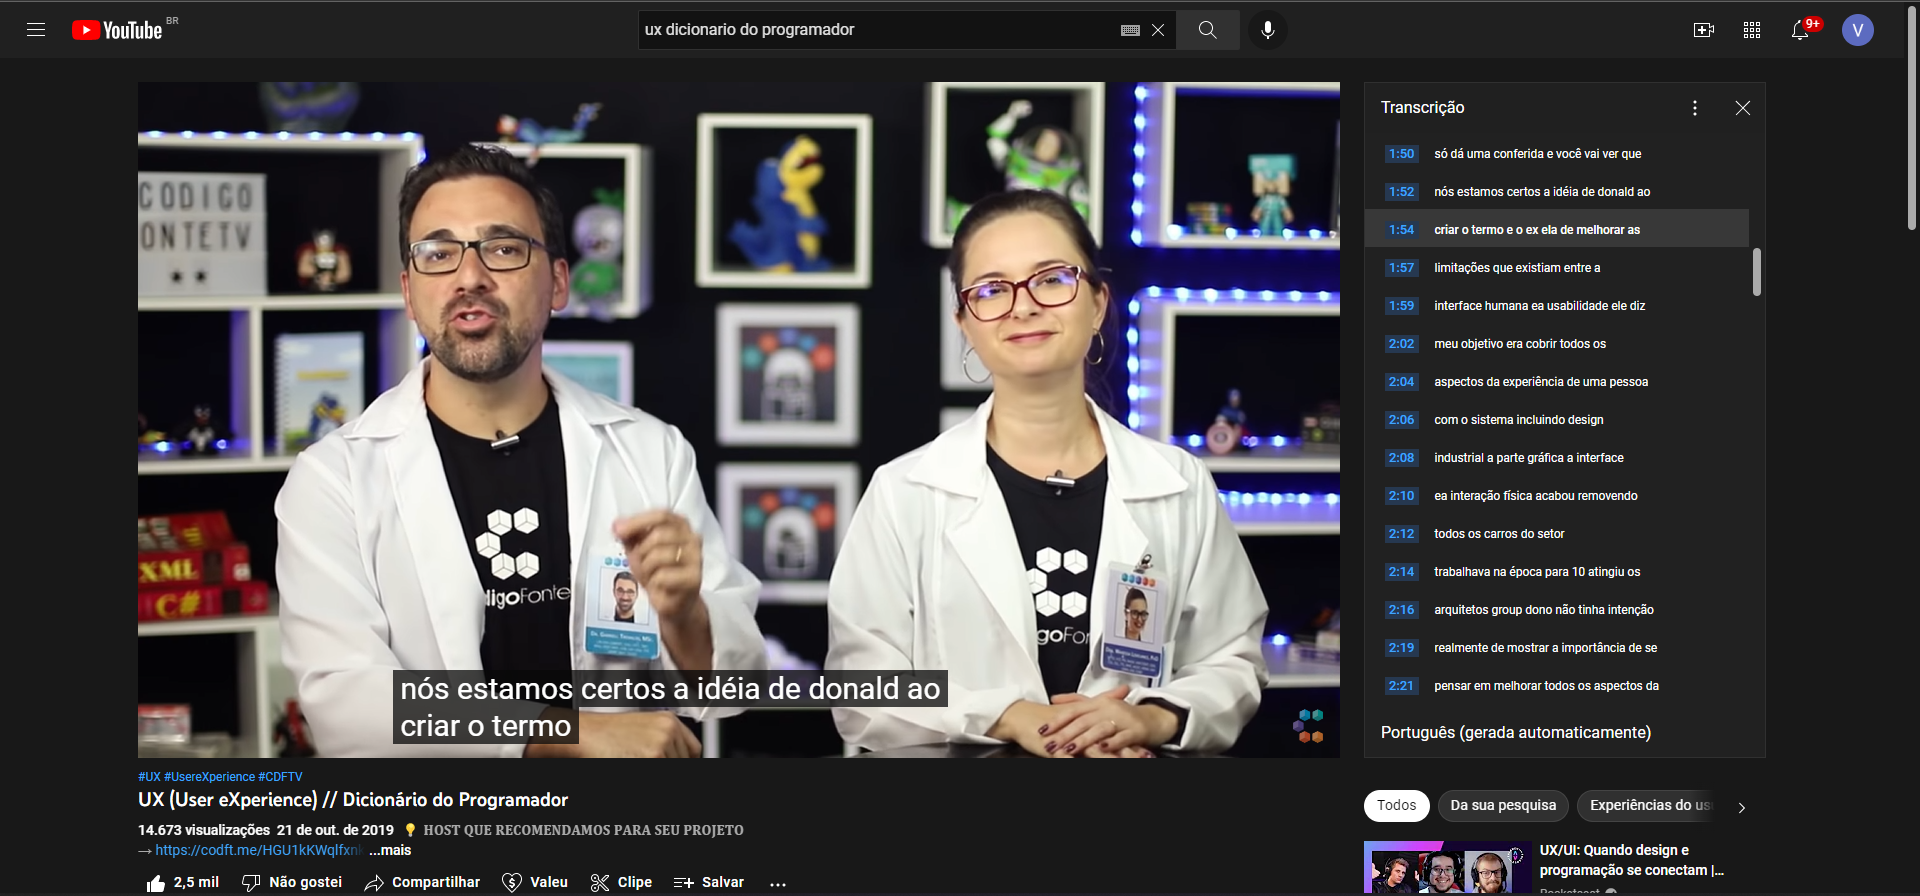 YouTube BR
ux dicionario do programador
9+
V
CODIGO
ONTETV
XML
C#
digoFonte
igoFon
nós estamos certos a idéia de donald ao
criar o termo
Transcrição
1:50 só dá uma conferida e você vai ver que
1:52 nós estamos certos a idéia de donald ao
1:54 criar o termo e o ex ela de melhorar as
1:57 limitações que existiam entre a
1:59 interface humana ea usabilidade ele diz
2:02 meu objetivo era cobrir todos os
2:04 aspectos da experiência de uma pessoa
2:06 com o sistema incluindo design
2:08 industrial a parte gráfica a interface
2:10 ea interação física acabou removendo
2:12 todos os carros do setor
2:14 trabalhava na época para 10 atingiu os
2:16 arquitetos group dono não tinha intenção
2:19 realmente de mostrar a importância de se
2:21 pensar em melhorar todos os aspectos da
Português (gerada automaticamente)
#UX #UsereXperience #CDFTV
UX (User eXperience) // Dicionário do Programador
14.673 visualizações 21 de out. de 2019 💡 HOST QUE RECOMENDAMOS PARA SEU PROJETO
→ https://codft.me/HGU1kKWqlfxn ...mais
2,5 mil Não gostei Compartilhar Valeu Clipe Salvar ...
Todos Da sua pesquisa Experiências do us
UX/UI: Quando design e
programação se conectam |...
Rocketseat